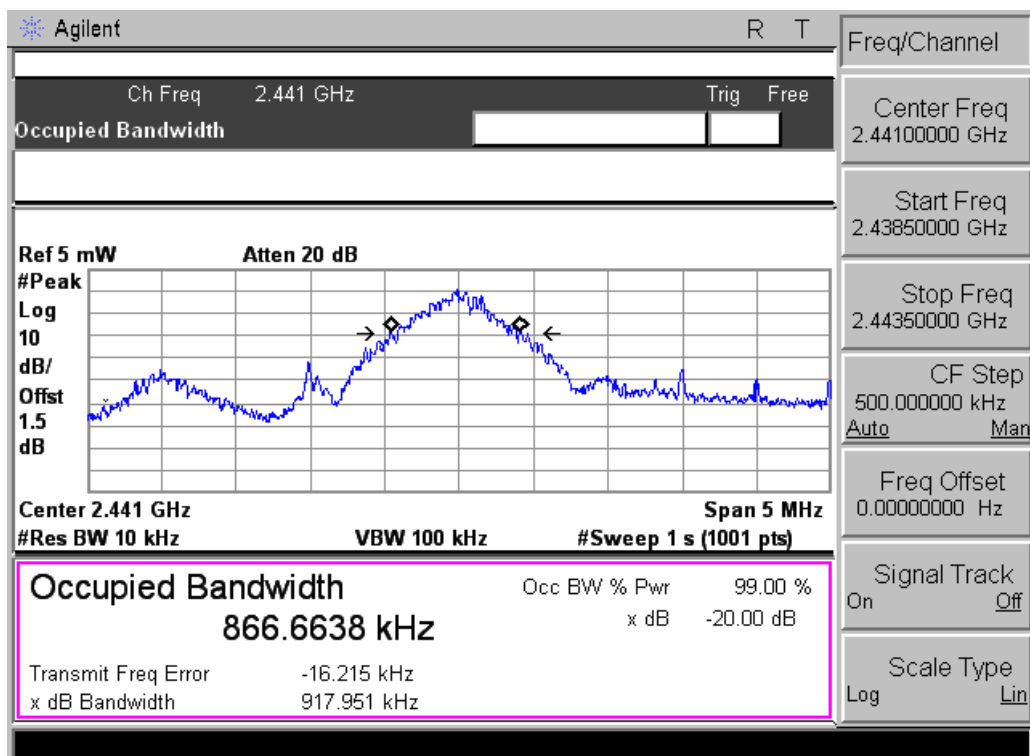 Agilent R T
Ch Freq 2.441 GHz Trig Free
Occupied Bandwidth
Ref 5 mW Atten 20 dB
#Peak
Log
10
dB/
Offst
1.5
dB
Center 2.441 GHz Span 5 MHz
#Res BW 10 kHz VBW 100 kHz #Sweep 1 s (1001 pts)
Occupied Bandwidth Occ BW % Pwr 99.00 %
866.6638 kHz x dB -20.00 dB
Transmit Freq Error -16.215 kHz
x dB Bandwidth 917.951 kHz
Freq/Channel
Center Freq
2.44100000 GHz
Start Freq
2.43850000 GHz
Stop Freq
2.44350000 GHz
CF Step
500.000000 kHz
Auto Man
Freq Offset
0.00000000 Hz
Signal Track
On Off
Scale Type
Log Lin